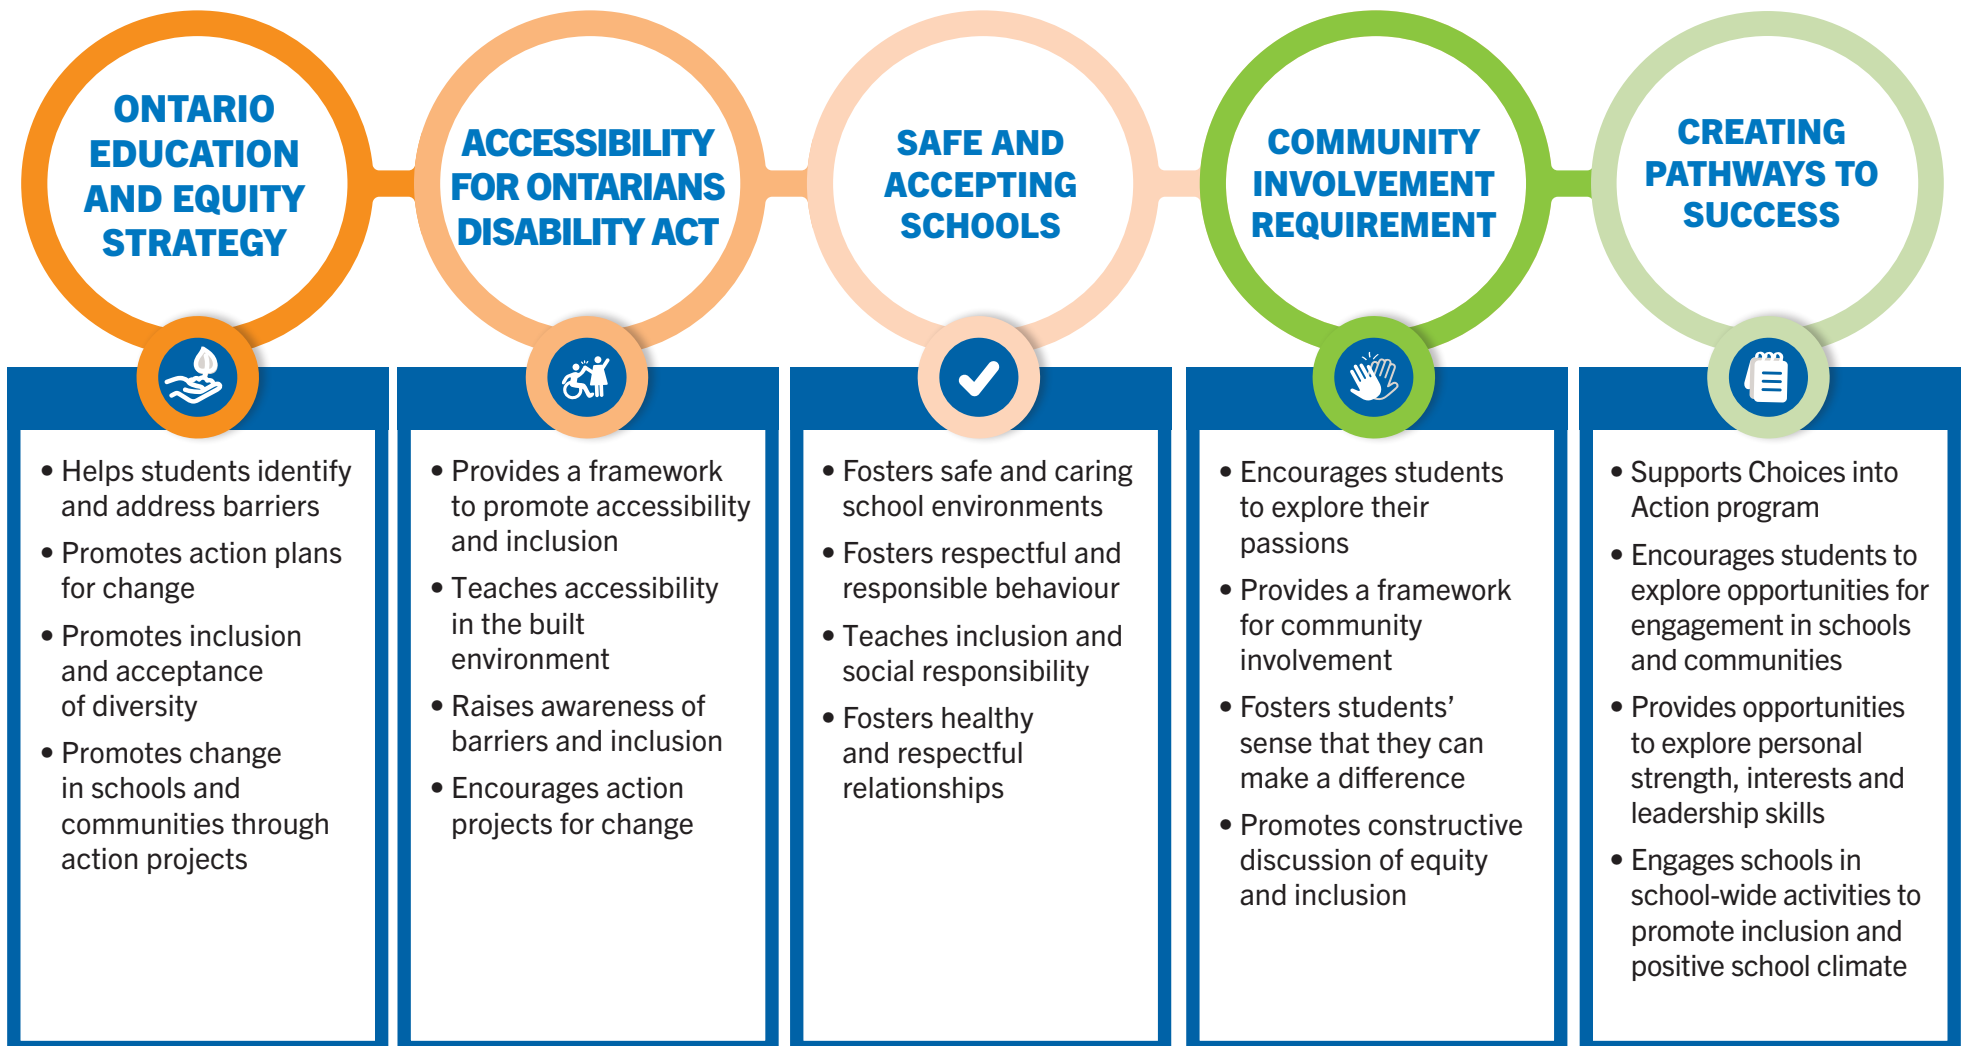 ONTARIO
EDUCATION
AND EQUITY
STRATEGY
• Helps students identify
and address barriers
• Promotes action plans
for change
• Promotes inclusion
and acceptance
of diversity
• Promotes change
in schools and
communities through
action projects
ACCESSIBILITY
FOR ONTARIANS
DISABILITY ACT
• Provides a framework
to promote accessibility
and inclusion
• Teaches accessibility
in the built
environment
• Raises awareness of
barriers and inclusion
• Encourages action
projects for change
SAFE AND
ACCEPTING
SCHOOLS
• Fosters safe and caring
school environments
• Fosters respectful and
responsible behaviour
• Teaches inclusion and
social responsibility
• Fosters healthy
and respectful
relationships
COMMUNITY
INVOLVEMENT
REQUIREMENT
• Encourages students
to explore their
passions
• Provides a framework
for community
involvement
• Fosters students’
sense that they can
make a difference
• Promotes constructive
discussion of equity
and inclusion
CREATING
PATHWAYS TO
SUCCESS
• Supports Choices into
Action program
• Encourages students to
explore opportunities for
engagement in schools
and communities
• Provides opportunities
to explore personal
strength, interests and
leadership skills
• Engages schools in
school-wide activities to
promote inclusion and
positive school climate